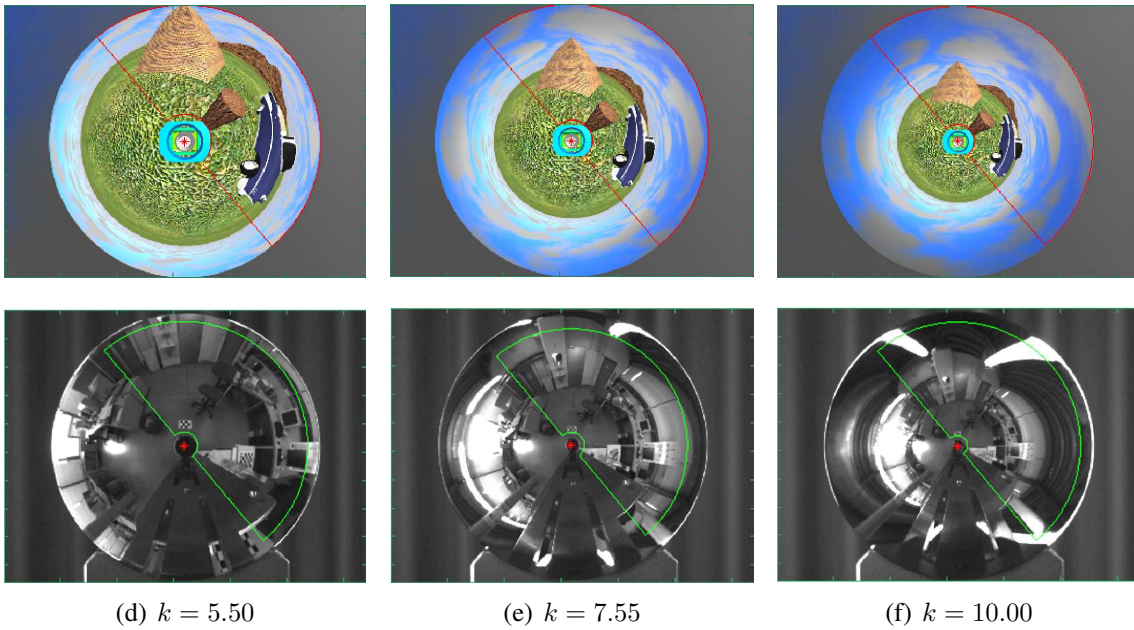 (d) k = 5.50
(e) k = 7.55
(f) k = 10.00